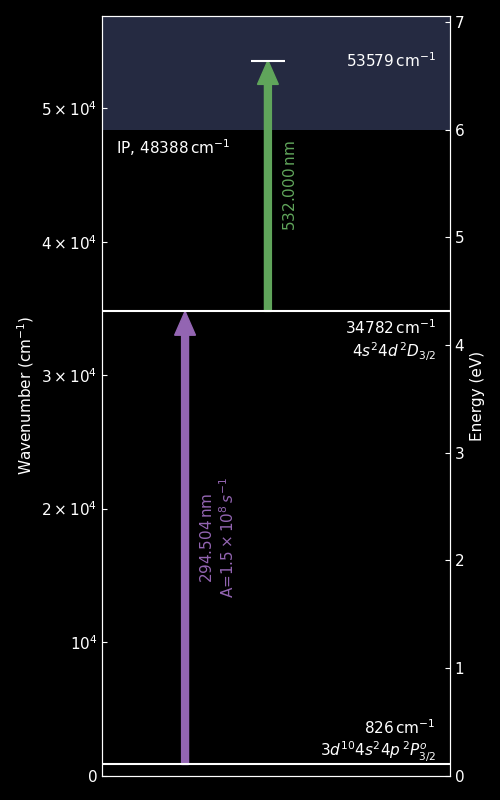 7
53579 cm⁻¹
5 × 10⁴
6
IP, 48388 cm⁻¹
532.000 nm
4 × 10⁴
5
34782 cm⁻¹
4s²4d ²D₃/₂
4
Wavenumber (cm⁻¹)
Energy (eV)
3 × 10⁴
3
294.504 nm
A=1.5 × 10⁸ s⁻¹
2 × 10⁴
2
10⁴
1
826 cm⁻¹
3d¹⁰4s²4p ²Pᵒ₃/₂
0
0